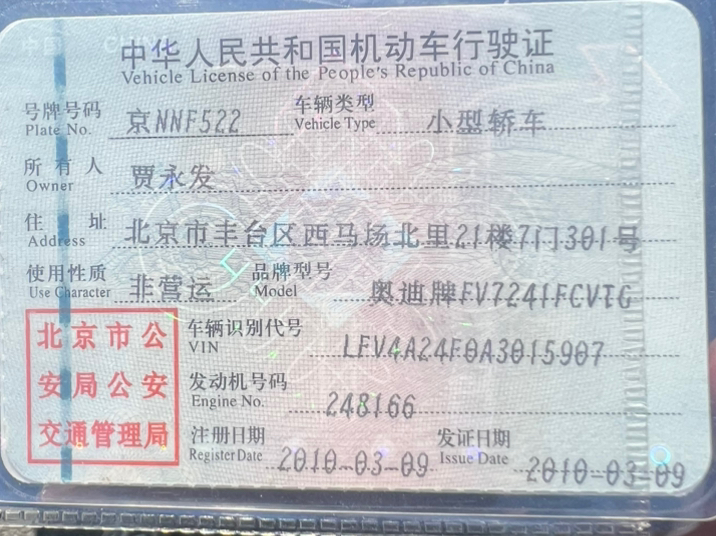 中华人民共和国机动车行驶证
Vehicle License of the People's Republic of China
号牌号码 京NNF522 车辆类型 小型轿车
Plate No. Vehicle Type
所有人 贾永发
Owner
住址 北京市丰台区西马场北里21楼7门301号
Address
使用性质 非营运 品牌型号 奥迪牌FV7241FCVTG
Use Character Model
北京市公
安局公安
交通管理局
车辆识别代号 LFV4A24F0A3015907
VIN
发动机号码 248166
Engine No.
注册日期 2010-03-09 发证日期 2010-03-09
Register Date Issue Date